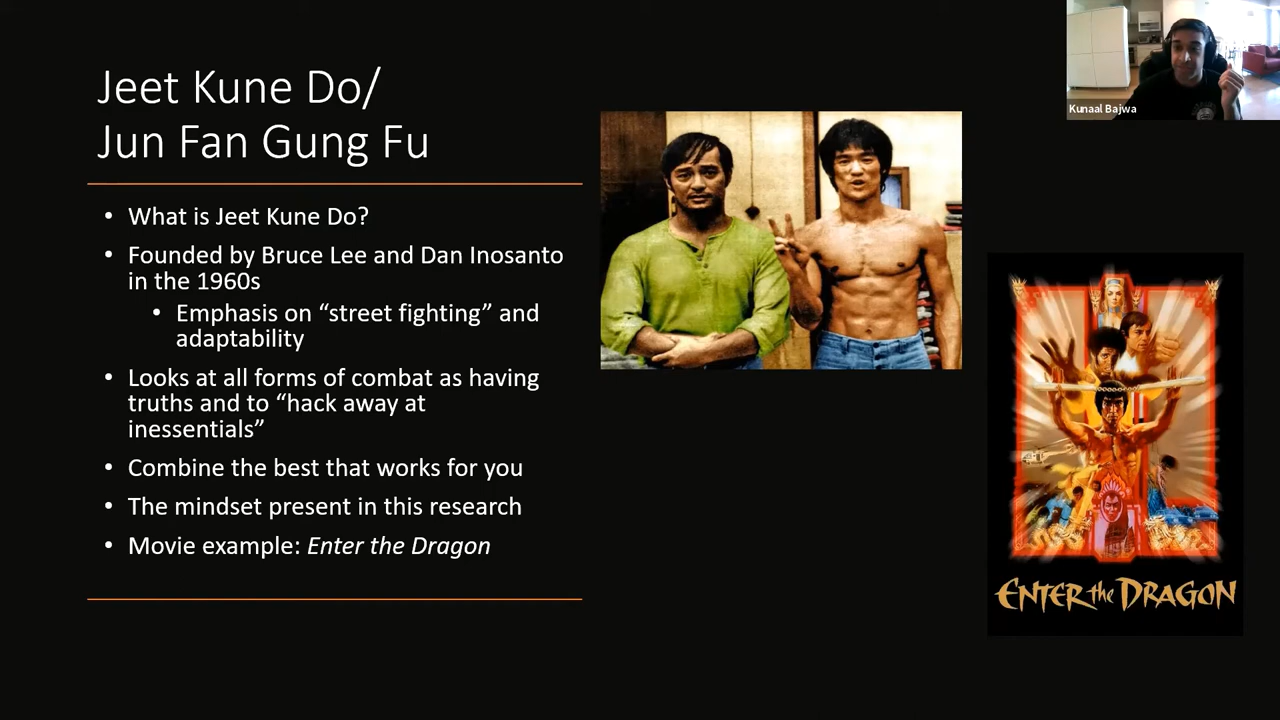 Jeet Kune Do/
Jun Fan Gung Fu
• What is Jeet Kune Do?
• Founded by Bruce Lee and Dan Inosanto
in the 1960s
• Emphasis on “street fighting” and
adaptability
• Looks at all forms of combat as having
truths and to “hack away at
inessentials”
• Combine the best that works for you
• The mindset present in this research
• Movie example: Enter the Dragon
Kunaal Bajwa
ENTER the DRAGON